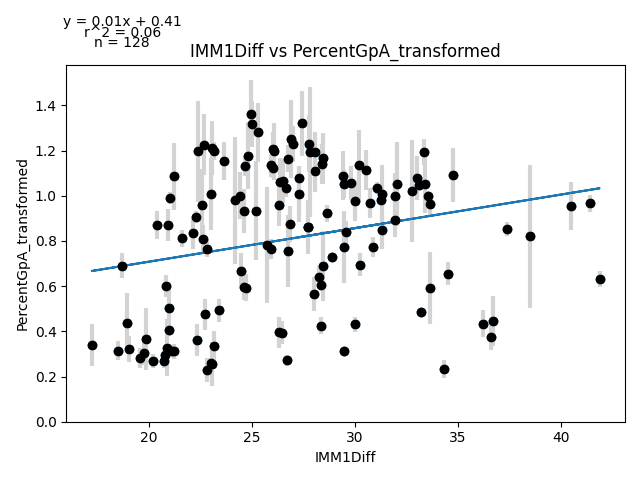 y = 0.01x + 0.41
r^2 = 0.06
n = 128
IMM1Diff vs PercentGpA_transformed
PercentGpA_transformed
1.4
1.2
1.0
0.8
0.6
0.4
0.2
0.0
20 25 30 35 40
IMM1Diff